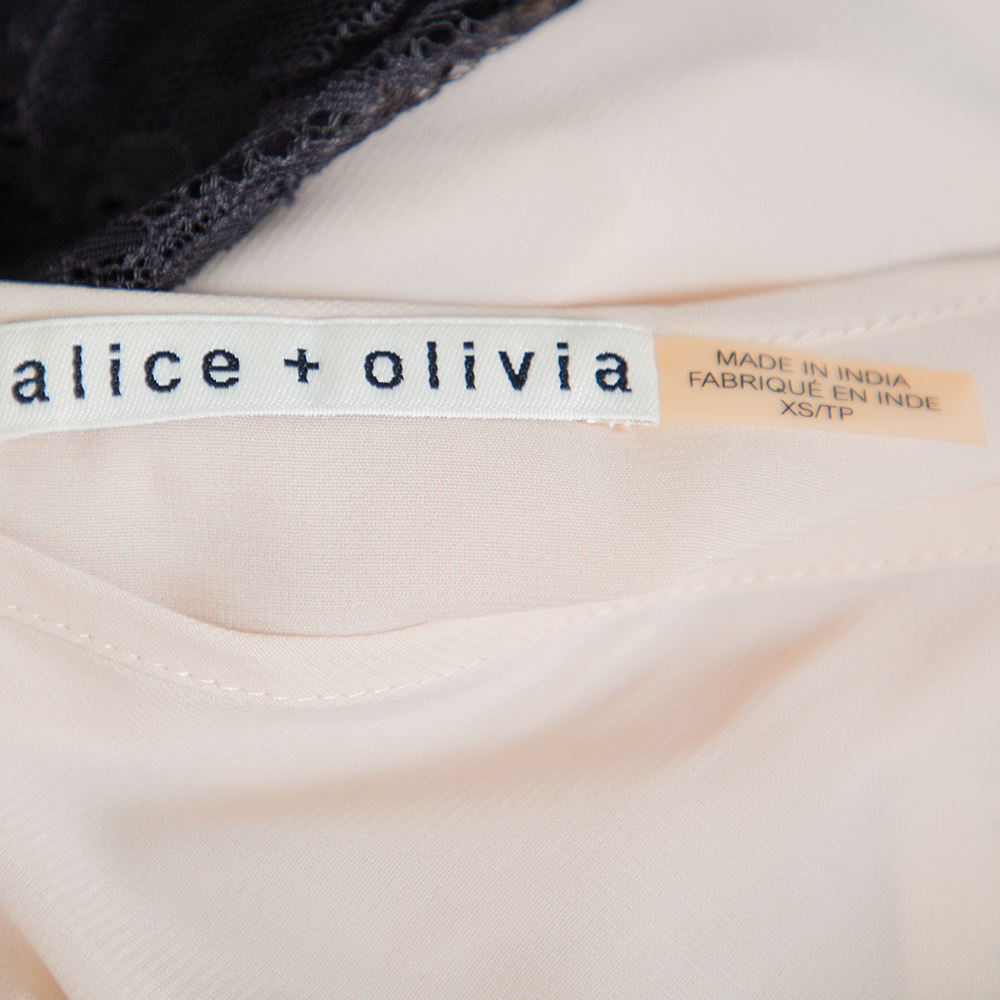 alice + olivia
MADE IN INDIA
FABRIQUÉ EN INDE
XS/TP